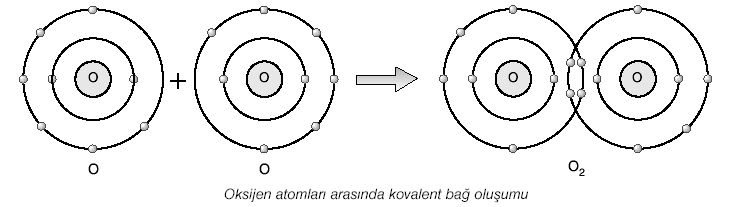 O + O O O
O O O₂
Oksijen atomları arasında kovalent bağ oluşumu